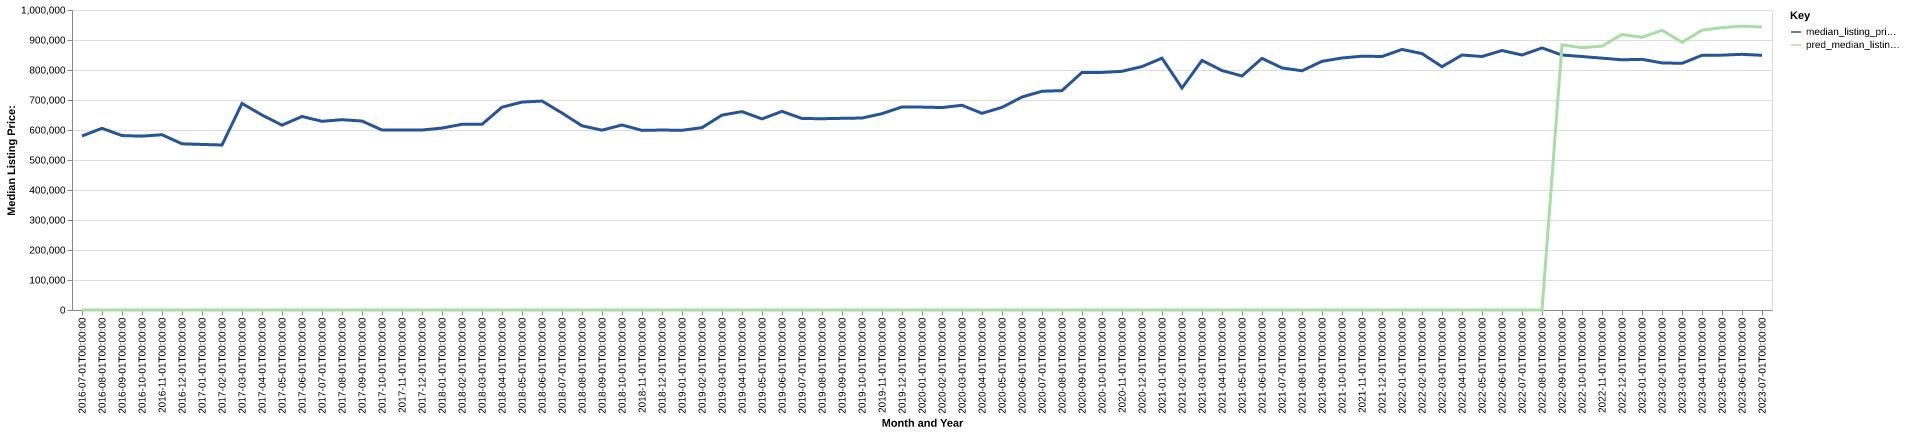 1,000,000
900,000
800,000
700,000
600,000
500,000
400,000
300,000
200,000
100,000
0
Median Listing Price:
2016-07-01T00:00:00
2016-08-01T00:00:00
2016-09-01T00:00:00
2016-10-01T00:00:00
2016-11-01T00:00:00
2016-12-01T00:00:00
2017-01-01T00:00:00
2017-02-01T00:00:00
2017-03-01T00:00:00
2017-04-01T00:00:00
2017-05-01T00:00:00
2017-06-01T00:00:00
2017-07-01T00:00:00
2017-08-01T00:00:00
2017-09-01T00:00:00
2017-10-01T00:00:00
2017-11-01T00:00:00
2017-12-01T00:00:00
2018-01-01T00:00:00
2018-02-01T00:00:00
2018-03-01T00:00:00
2018-04-01T00:00:00
2018-05-01T00:00:00
2018-06-01T00:00:00
2018-07-01T00:00:00
2018-08-01T00:00:00
2018-09-01T00:00:00
2018-10-01T00:00:00
2018-11-01T00:00:00
2018-12-01T00:00:00
2019-01-01T00:00:00
2019-02-01T00:00:00
2019-03-01T00:00:00
2019-04-01T00:00:00
2019-05-01T00:00:00
2019-06-01T00:00:00
2019-07-01T00:00:00
2019-08-01T00:00:00
2019-09-01T00:00:00
2019-10-01T00:00:00
2019-11-01T00:00:00
2019-12-01T00:00:00
2020-01-01T00:00:00
2020-02-01T00:00:00
2020-03-01T00:00:00
2020-04-01T00:00:00
2020-05-01T00:00:00
2020-06-01T00:00:00
2020-07-01T00:00:00
2020-08-01T00:00:00
2020-09-01T00:00:00
2020-10-01T00:00:00
2020-11-01T00:00:00
2020-12-01T00:00:00
2021-01-01T00:00:00
2021-02-01T00:00:00
2021-03-01T00:00:00
2021-04-01T00:00:00
2021-05-01T00:00:00
2021-06-01T00:00:00
2021-07-01T00:00:00
2021-08-01T00:00:00
2021-09-01T00:00:00
2021-10-01T00:00:00
2021-11-01T00:00:00
2021-12-01T00:00:00
2022-01-01T00:00:00
2022-02-01T00:00:00
2022-03-01T00:00:00
2022-04-01T00:00:00
2022-05-01T00:00:00
2022-06-01T00:00:00
2022-07-01T00:00:00
2022-08-01T00:00:00
2022-09-01T00:00:00
2022-10-01T00:00:00
2022-11-01T00:00:00
2022-12-01T00:00:00
2023-01-01T00:00:00
2023-02-01T00:00:00
2023-03-01T00:00:00
2023-04-01T00:00:00
2023-05-01T00:00:00
2023-06-01T00:00:00
2023-07-01T00:00:00
Month and Year
Key
median_listing_pri…
pred_median_listin…